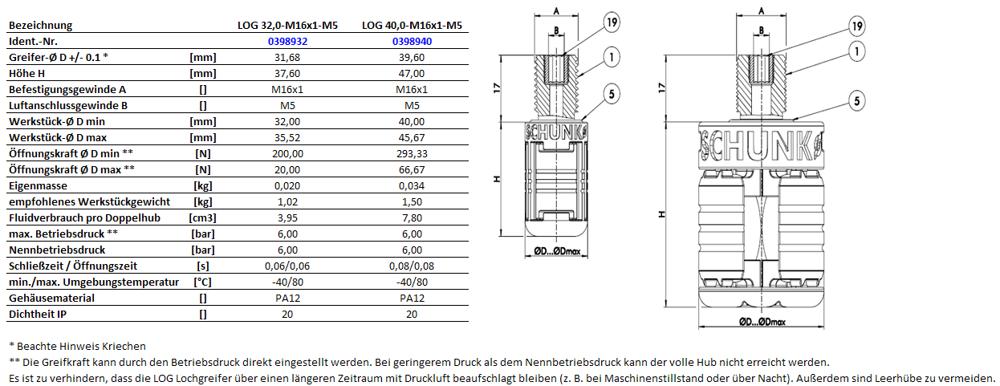 Bezeichnung LOG 32,0-M16x1-M5 LOG 40,0-M16x1-M5
Ident.-Nr. 0398932 0398940
Greifer-Ø D +/- 0.1 * [mm] 31,68 39,60
Höhe H [mm] 37,60 47,00
Befestigungsgewinde A [] M16x1 M16x1
Luftanschlussgewinde B [] M5 M5
Werkstück-Ø D min [mm] 32,00 40,00
Werkstück-Ø D max [mm] 35,52 45,67
Öffnungskraft Ø D min ** [N] 200,00 293,33
Öffnungskraft Ø D max ** [N] 20,00 66,67
Eigenmasse [kg] 0,020 0,034
empfohlenes Werkstückgewicht [kg] 1,02 1,50
Fluidverbrauch pro Doppelhub [cm3] 3,95 7,80
max. Betriebsdruck ** [bar] 6,00 6,00
Nennbetriebsdruck [bar] 6,00 6,00
Schließzeit / Öffnungszeit [s] 0,06/0,06 0,08/0,08
min./max. Umgebungstemperatur [°C] -40/80 -40/80
Gehäusematerial [] PA12 PA12
Dichtheit IP [] 20 20
A
B
19
1
17
5
SCHUNK
H
ØD...ØDmax
A
B
19
1
17
5
SCHUNK
H
ØD...ØDmax
* Beachte Hinweis Kriechen
** Die Greifkraft kann durch den Betriebsdruck direkt eingestellt werden. Bei geringerem Druck als dem Nennbetriebsdruck kann der volle Hub nicht erreicht werden.
Es ist zu verhindern, dass die LOG Lochgreifer über einen längeren Zeitraum mit Druckluft beaufschlagt bleiben (z. B. bei Maschinenstillstand oder über Nacht). Außerdem sind Leerhübe zu vermeiden.